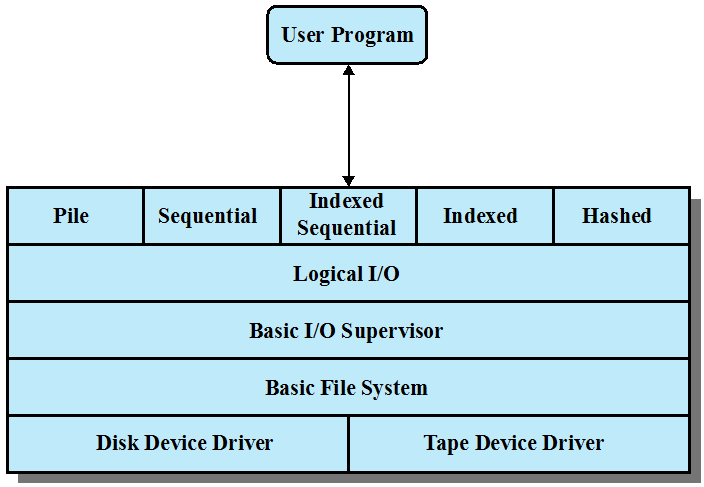 User Program
Pile
Sequential
Indexed
Sequential
Indexed
Hashed
Logical I/O
Basic I/O Supervisor
Basic File System
Disk Device Driver
Tape Device Driver